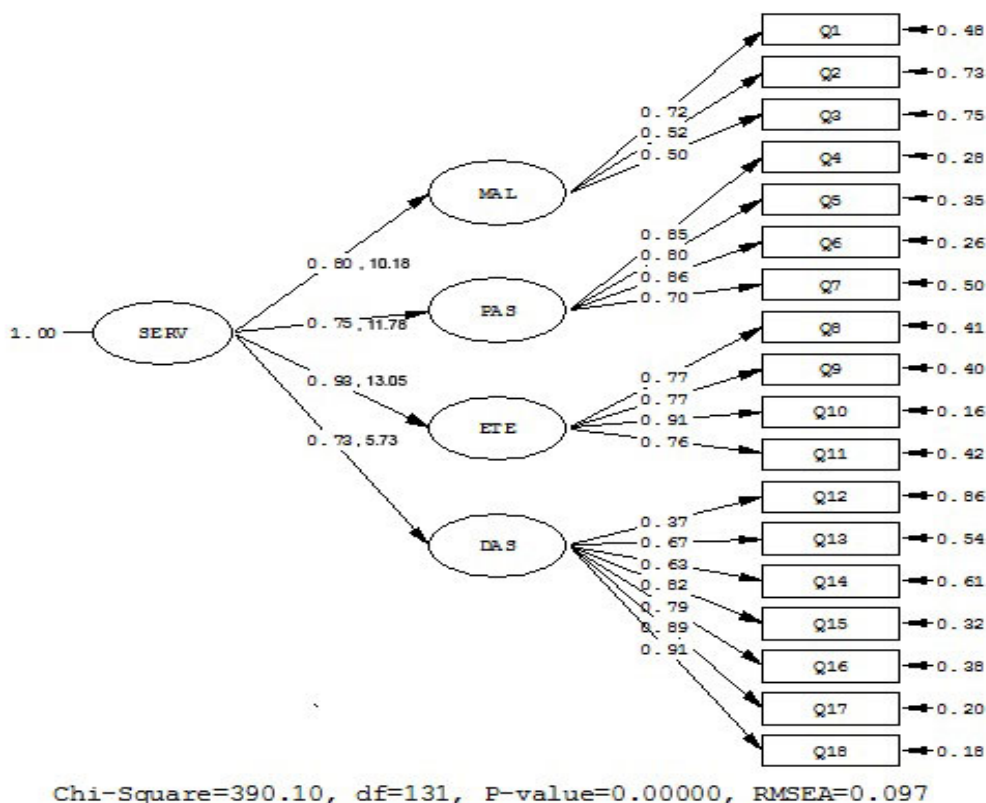 Q1 0.48
Q2 0.73
0.72
Q3 0.75
0.52
0.50
Q4 0.28
MAL
Q5 0.35
0.85
Q6 0.26
0.80
0.80, 10.18
0.86
Q7 0.50
0.70
PAS
0.75, 11.78
Q8 0.41
1.00 SERV
Q9 0.40
0.77
0.93, 13.05
0.77
Q10 0.16
0.91
ETE
0.76
0.73, 5.73
Q11 0.42
Q12 0.86
0.37
Q13 0.54
0.67
DAS
0.63
Q14 0.61
0.82
0.79
Q15 0.32
0.89
0.91
Q16 0.38
Q17 0.20
Q18 0.18
Chi-Square=390.10, df=131, P-value=0.00000, RMSEA=0.097